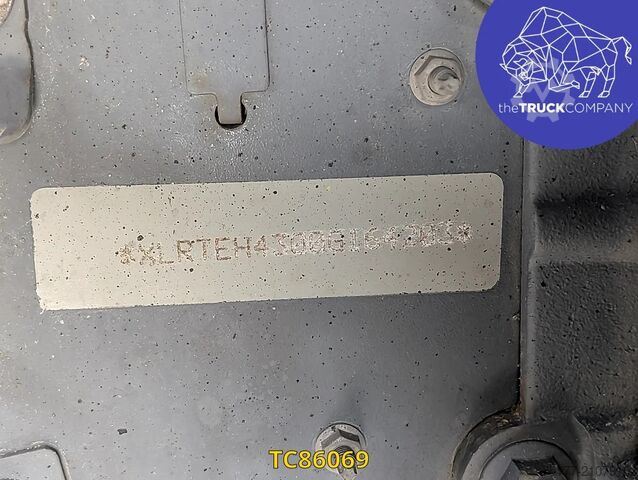 theTRUCKCOMPANY
*XLRTEH4300G164203*
TC86069